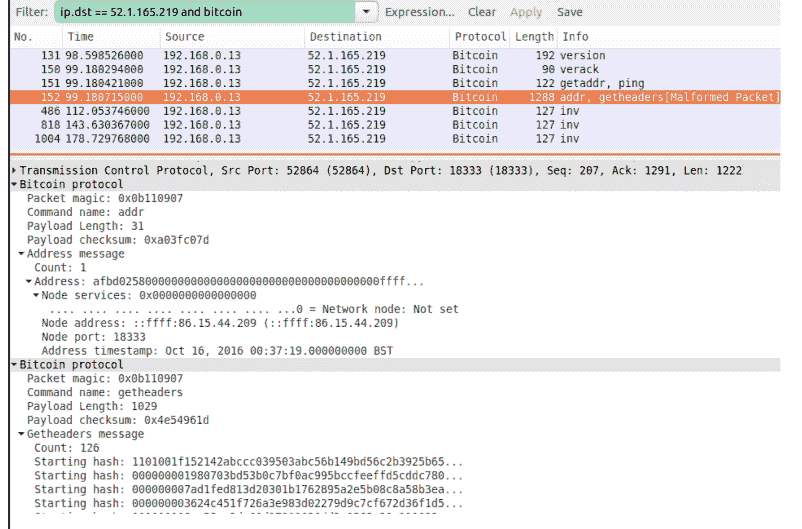 Filter: ip.dst == 52.1.165.219 and bitcoin Expression... Clear Apply Save
No. Time Source Destination Protocol Length Info
131 98.598526000 192.168.0.13 52.1.165.219 Bitcoin 192 version
150 99.180294000 192.168.0.13 52.1.165.219 Bitcoin 90 verack
151 99.180421000 192.168.0.13 52.1.165.219 Bitcoin 122 getaddr, ping
152 99.180715000 192.168.0.13 52.1.165.219 Bitcoin 1288 addr, getheaders[Malformed Packet]
486 112.053746000 192.168.0.13 52.1.165.219 Bitcoin 127 inv
818 143.630367000 192.168.0.13 52.1.165.219 Bitcoin 127 inv
1004 178.729768000 192.168.0.13 52.1.165.219 Bitcoin 127 inv
Transmission Control Protocol, Src Port: 52864 (52864), Dst Port: 18333 (18333), Seq: 207, Ack: 1291, Len: 1222
Bitcoin protocol
Packet magic: 0x0b110907
Command name: addr
Payload Length: 31
Payload checksum: 0xa03fc07d
Address message
Count: 1
Address: afbd02580000000000000000000000000000000000ffff...
Node services: 0x0000000000000000
.... .... .... .... .... .... .... ...0 = Network node: Not set
Node address: ::ffff:86.15.44.209 (::ffff:86.15.44.209)
Node port: 18333
Address timestamp: Oct 16, 2016 00:37:19.000000000 BST
Bitcoin protocol
Packet magic: 0x0b110907
Command name: getheaders
Payload Length: 1029
Payload checksum: 0x4e54961d
Getheaders message
Count: 126
Starting hash: 1101001f152142abccc039503abc56b149bd56c2b3925b65...
Starting hash: 000000001980703bd53b0c7bf0ac995bccfeeffd5cddc780...
Starting hash: 000000007ad1fed813d20301b1762895a2e5b08c8a58b3ea...
Starting hash: 000000003624c451f726a3e983d02279d9c7cf672d36f1d5...